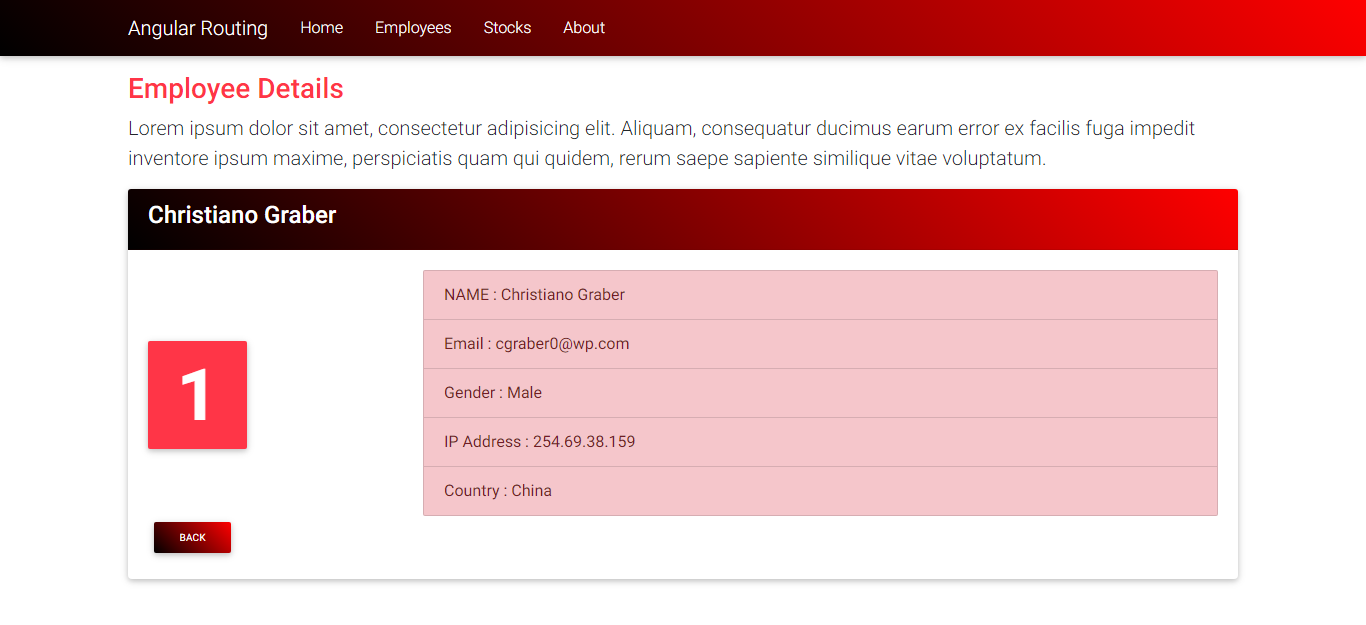 Angular Routing Home Employees Stocks About
Employee Details
Lorem ipsum dolor sit amet, consectetur adipisicing elit. Aliquam, consequatur ducimus earum error ex facilis fuga impedit
inventore ipsum maxime, perspiciatis quam qui quidem, rerum saepe sapiente similique vitae voluptatum.
Christiano Graber
1
NAME : Christiano Graber
Email : cgraber0@wp.com
Gender : Male
IP Address : 254.69.38.159
Country : China
BACK